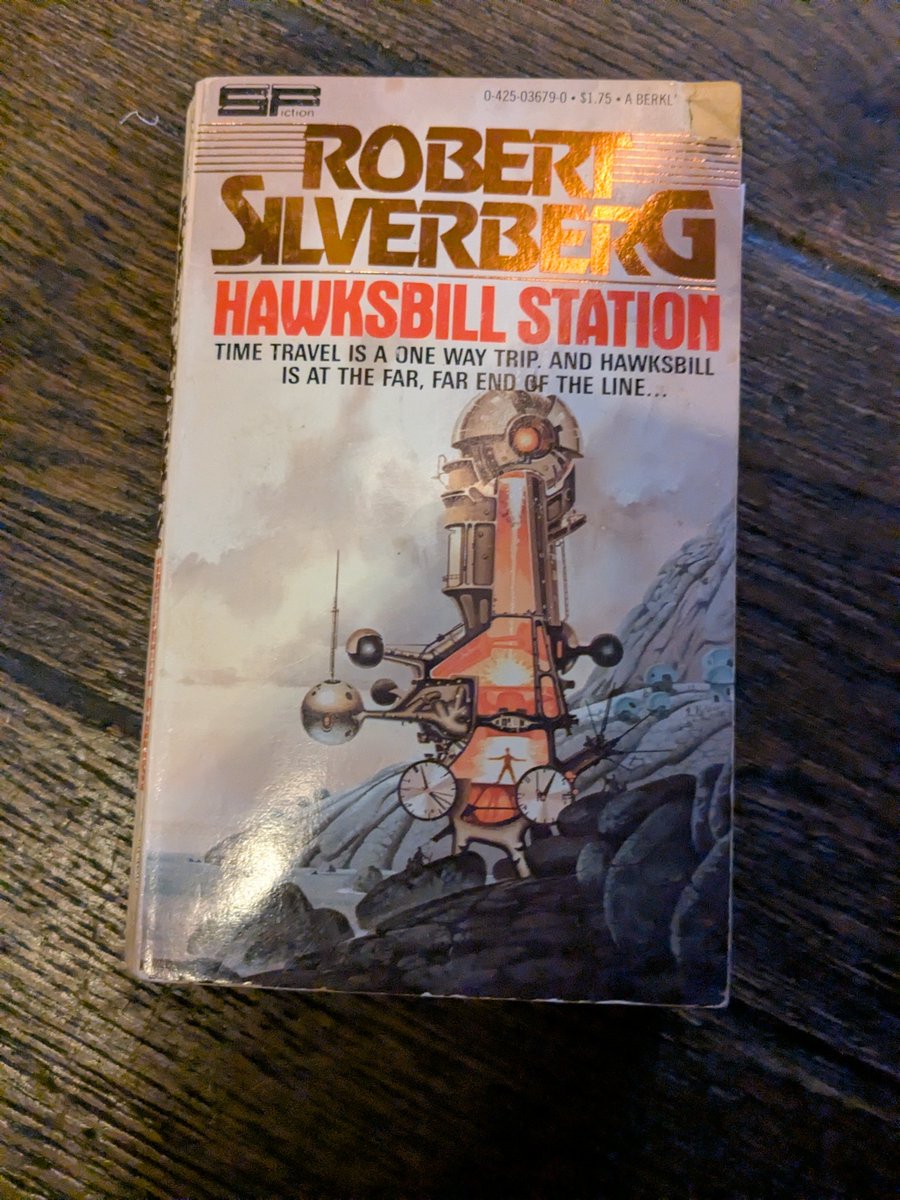 SF
iction
0-425-03679-0 • $1.75 • A BERKL
ROBERT
SILVERBERG
HAWKSBILL STATION
TIME TRAVEL IS A ONE WAY TRIP. AND HAWKSBILL
IS AT THE FAR, FAR END OF THE LINE...